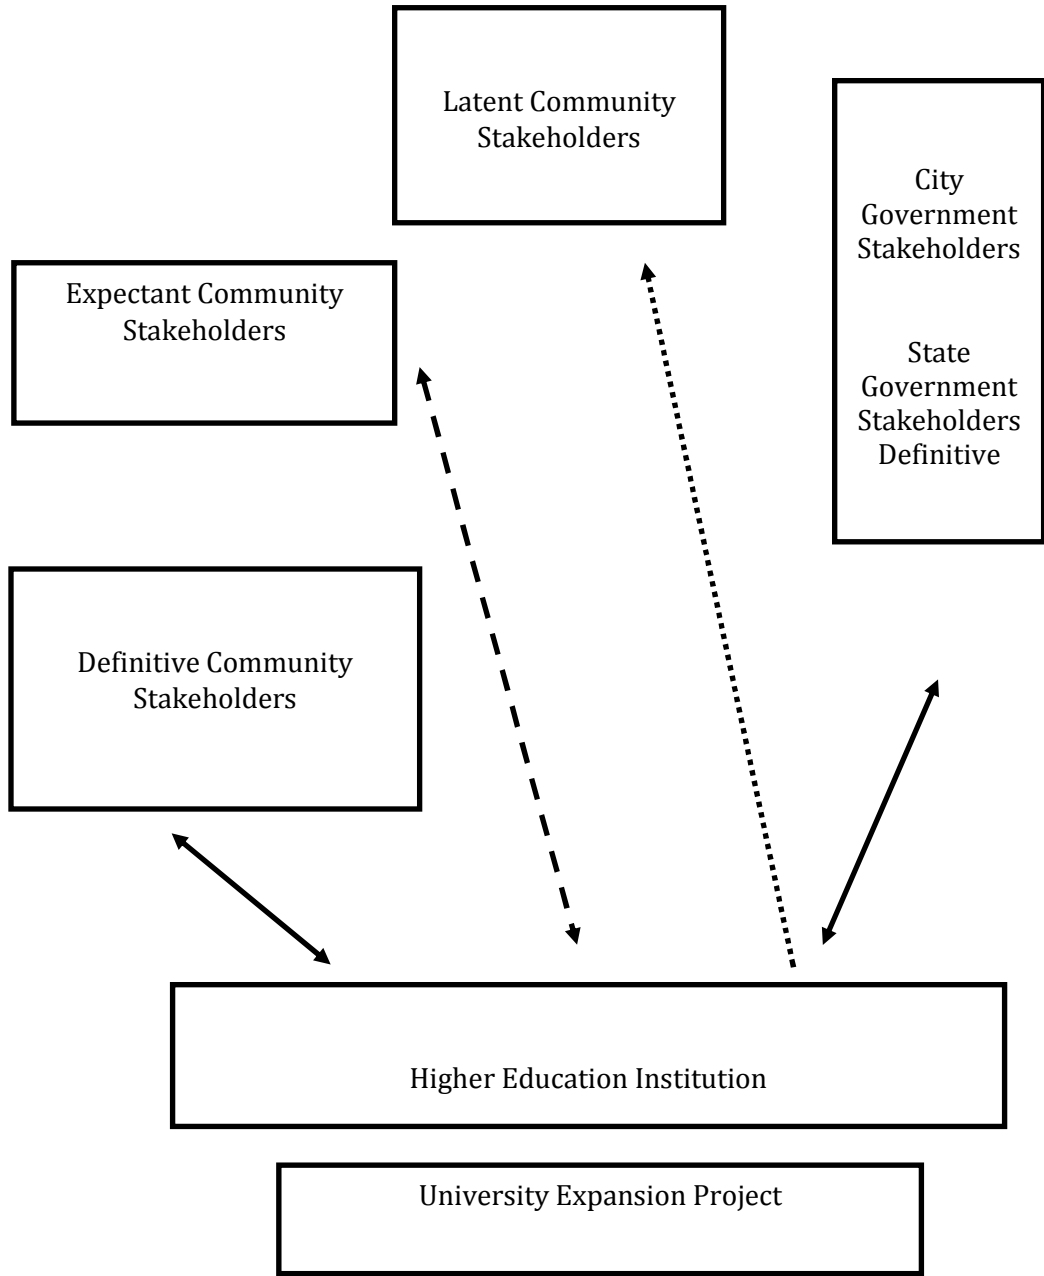 Latent Community
Stakeholders
City
Government
Stakeholders
State
Government
Stakeholders
Definitive
Expectant Community
Stakeholders
Definitive Community
Stakeholders
Higher Education Institution
University Expansion Project